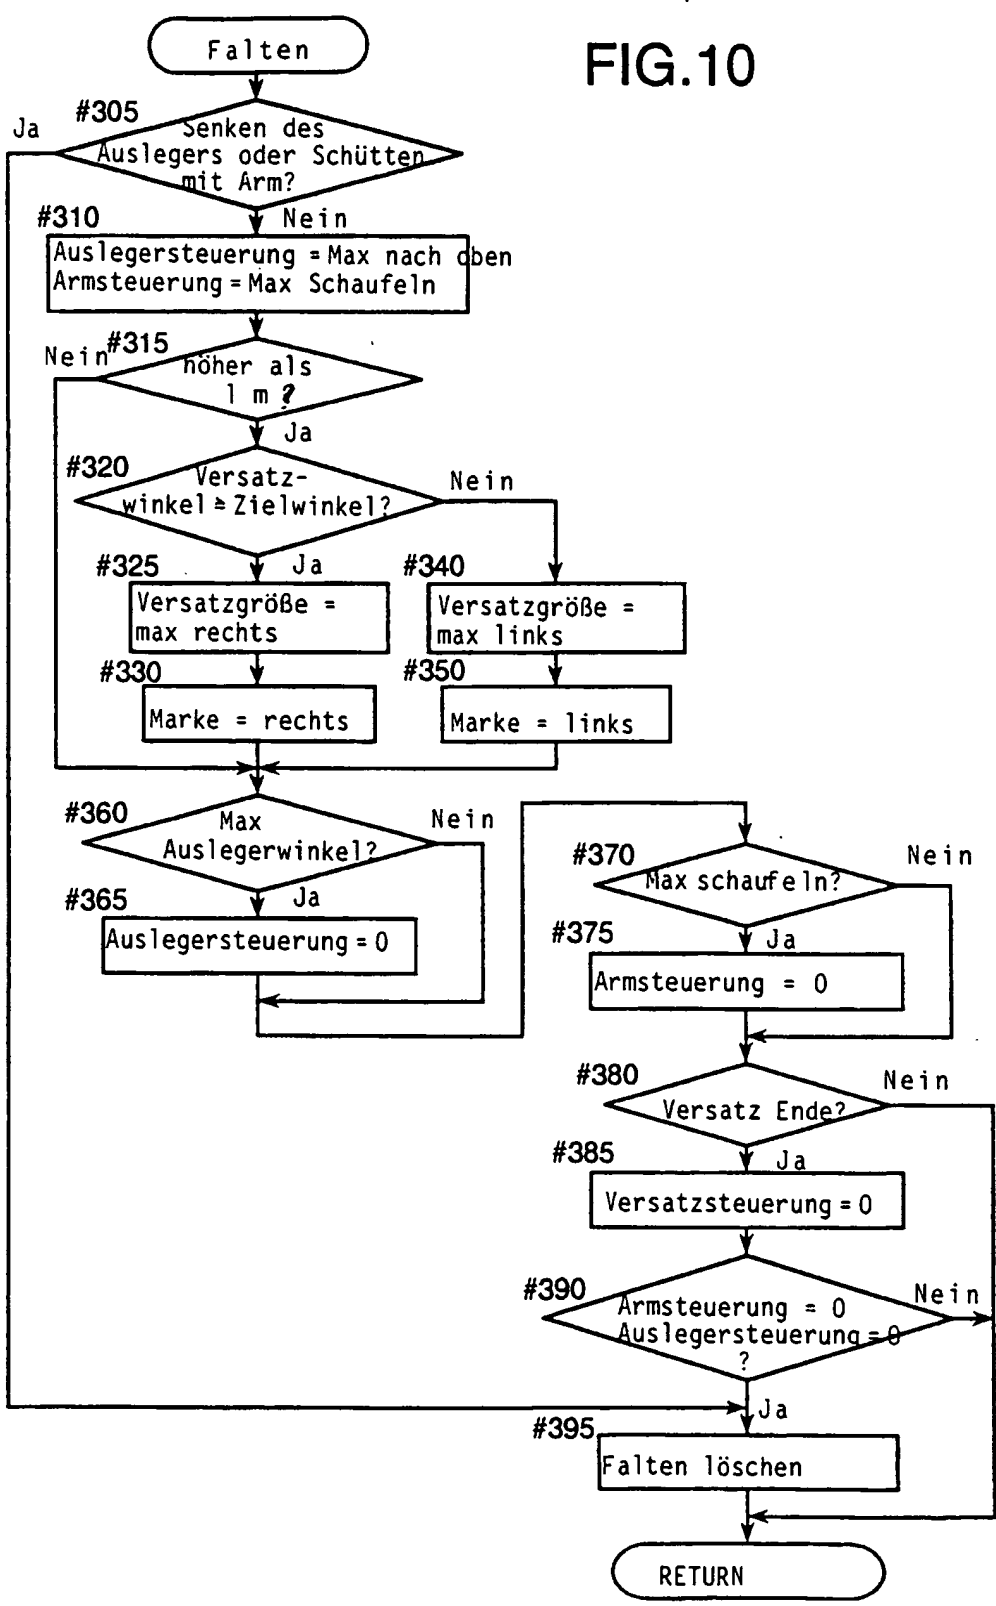 FIG.10
Falten
#305
Ja
Senken des
Auslegers oder Schütten
mit Arm?
Nein
#310
Auslegersteuerung = Max nach oben
Armsteuerung = Max Schaufeln
#315
Nein
höher als
1 m ?
Ja
#320
Versatz-
winkel ≧ Zielwinkel?
Nein
Ja
#325
Versatzgröße =
max rechts
#340
Versatzgröße =
max links
#330
Marke = rechts
#350
Marke = links
#360
Max
Auslegerwinkel?
Nein
Ja
#365
Auslegersteuerung = 0
#370
Max schaufeln?
Nein
Ja
#375
Armsteuerung = 0
#380
Versatz Ende?
Nein
Ja
#385
Versatzsteuerung = 0
#390
Armsteuerung = 0
Auslegersteuerung = 0
?
Nein
Ja
#395
Falten löschen
RETURN